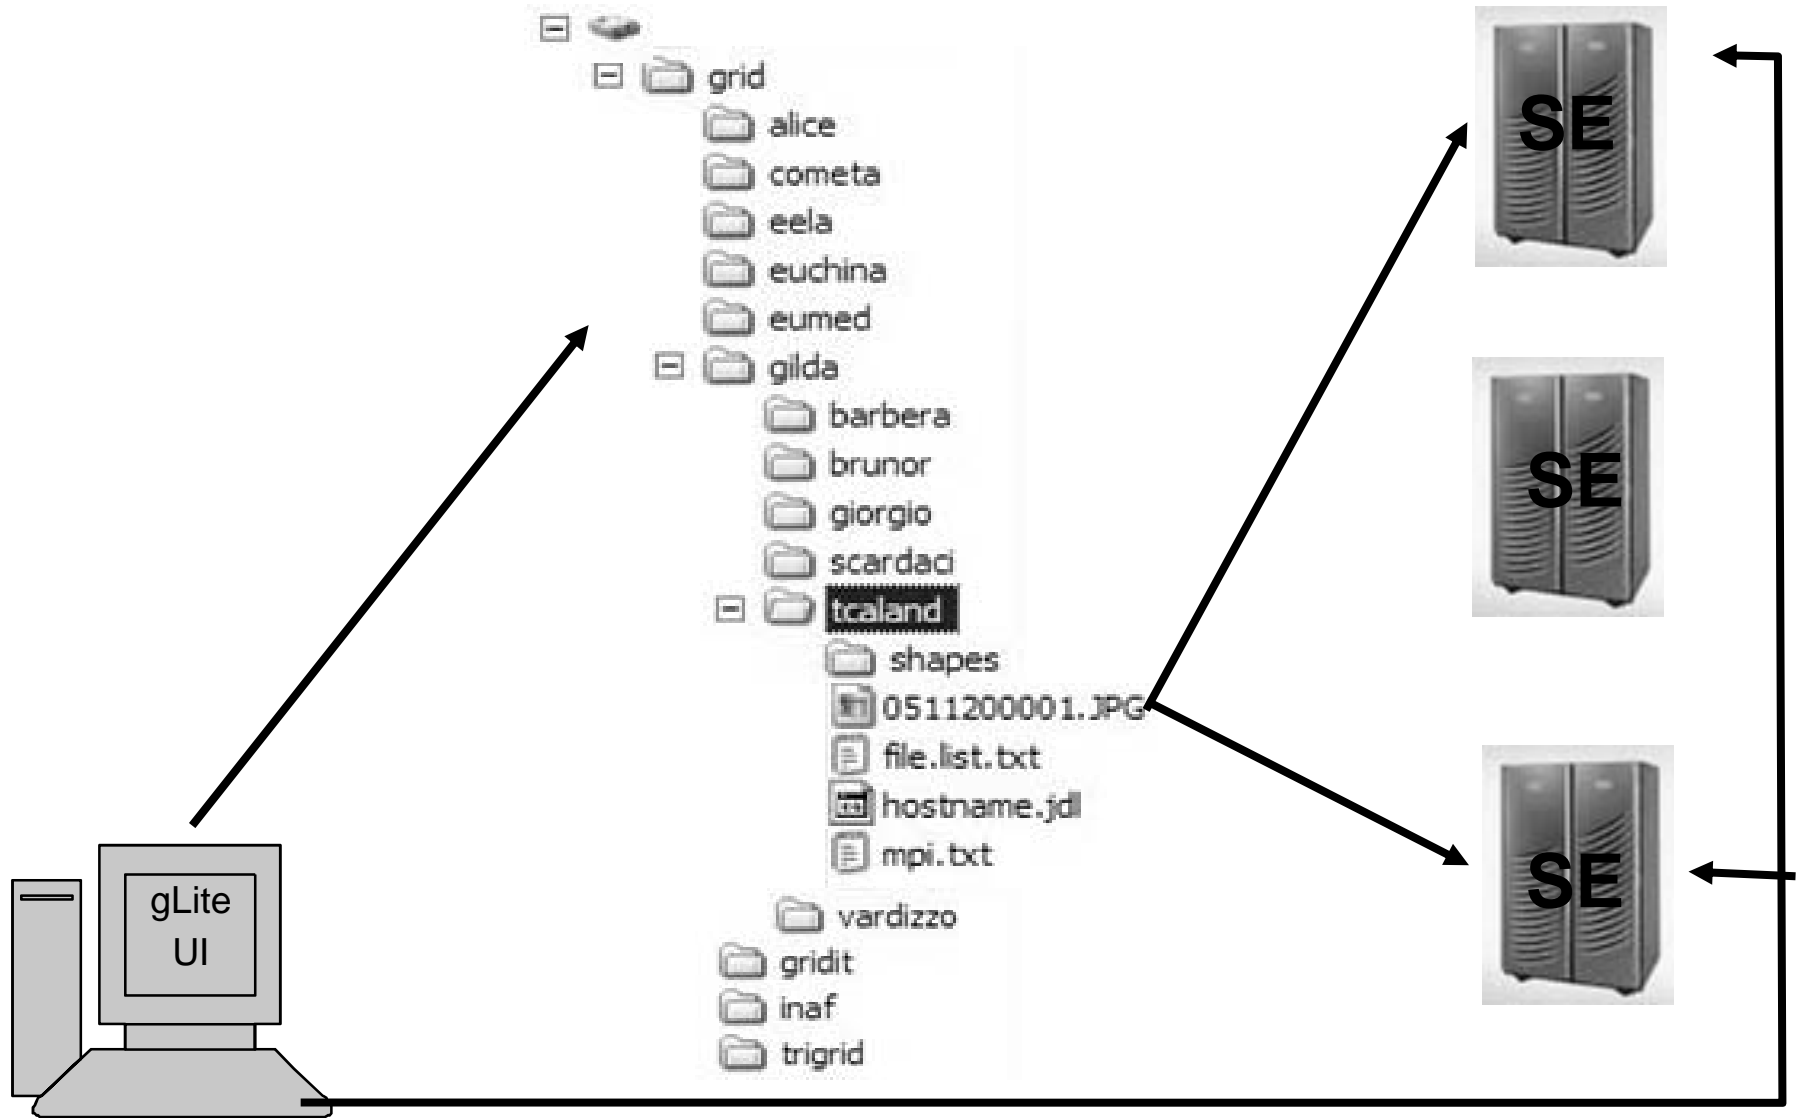 grid
alice
cometa
eela
euchina
eumed
gilda
barbera
brunor
giorgio
scardaci
tcaland
shapes
0511200001.JPG
file.list.txt
hostname.jdl
mpi.txt
vardizzo
gridit
inaf
trigrid
gLite
UI
SE
SE
SE